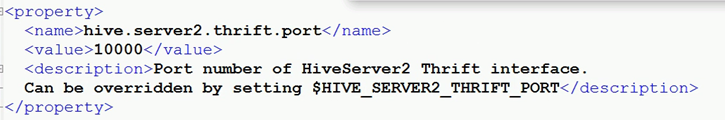 <property>
<name>hive.server2.thrift.port</name>
<value>10000</value>
<description>Port number of HiveServer2 Thrift interface.
Can be overridden by setting $HIVE_SERVER2_THRIFT_PORT</description>
</property>